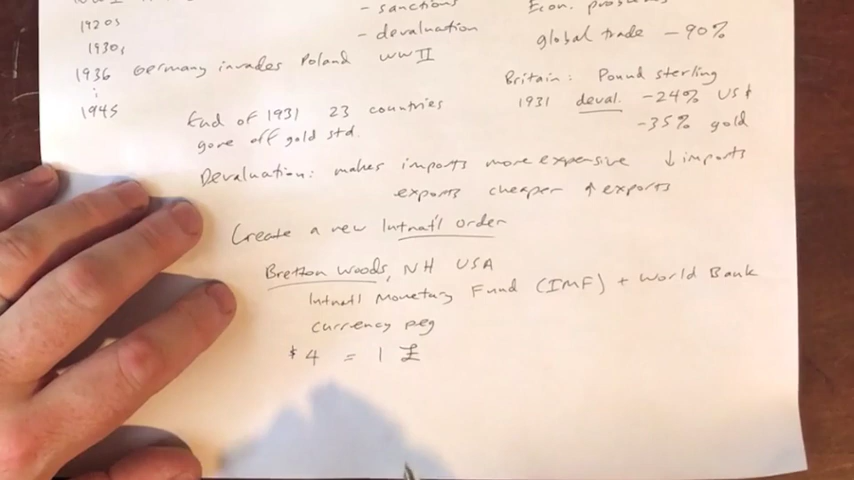 1920s
1930s
1936 Germany invades Poland WWII
1945
- sanctions
- devaluation
Econ. problems
global trade -90%
Britain: Pound sterling
1931 deval. -24% US$
-35% gold
End of 1931 23 countries
gone off gold std.
Devaluation: makes imports more expensive ↓ imports
exports cheaper ↑ exports
Create a new Intnat'l order
Bretton Woods, NH USA
Intnat'l Monetary Fund (IMF) + World Bank
currency peg
$4 = 1 £